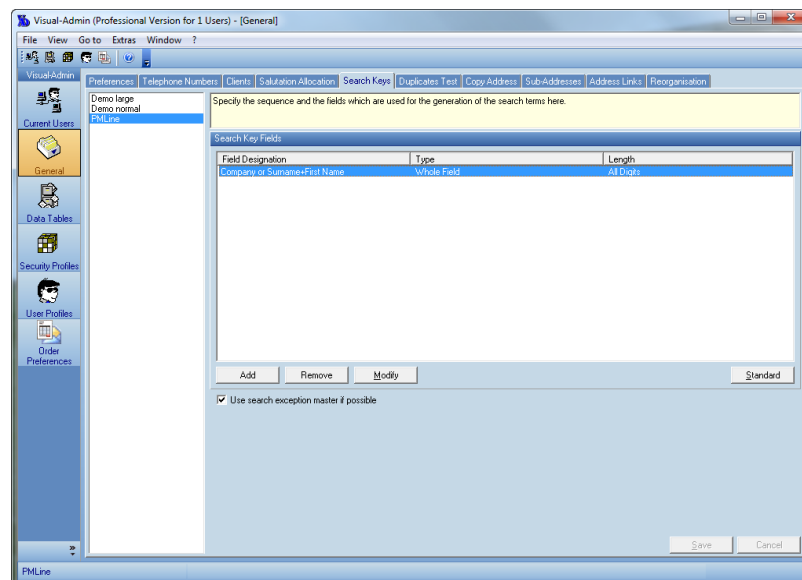 Visual-Admin (Professional Version for 1 Users) - [General]
File View Go to Extras Window ?
Visual-Admin
Preferences Telephone Numbers Clients Salutation Allocation Search Keys Duplicates Test Copy Address Sub-Addresses Address Links Reorganisation
Current Users
General
Data Tables
Security Profiles
User Profiles
Order
Preferences
Demo large
Demo normal
PMLine
Specify the sequence and the fields which are used for the generation of the search terms here.
Search Key Fields
Field Designation Type Length
Company or Surname+First Name Whole Field All Digits
Add Remove Modify Standard
Use search exception master if possible
Save Cancel
PMLine